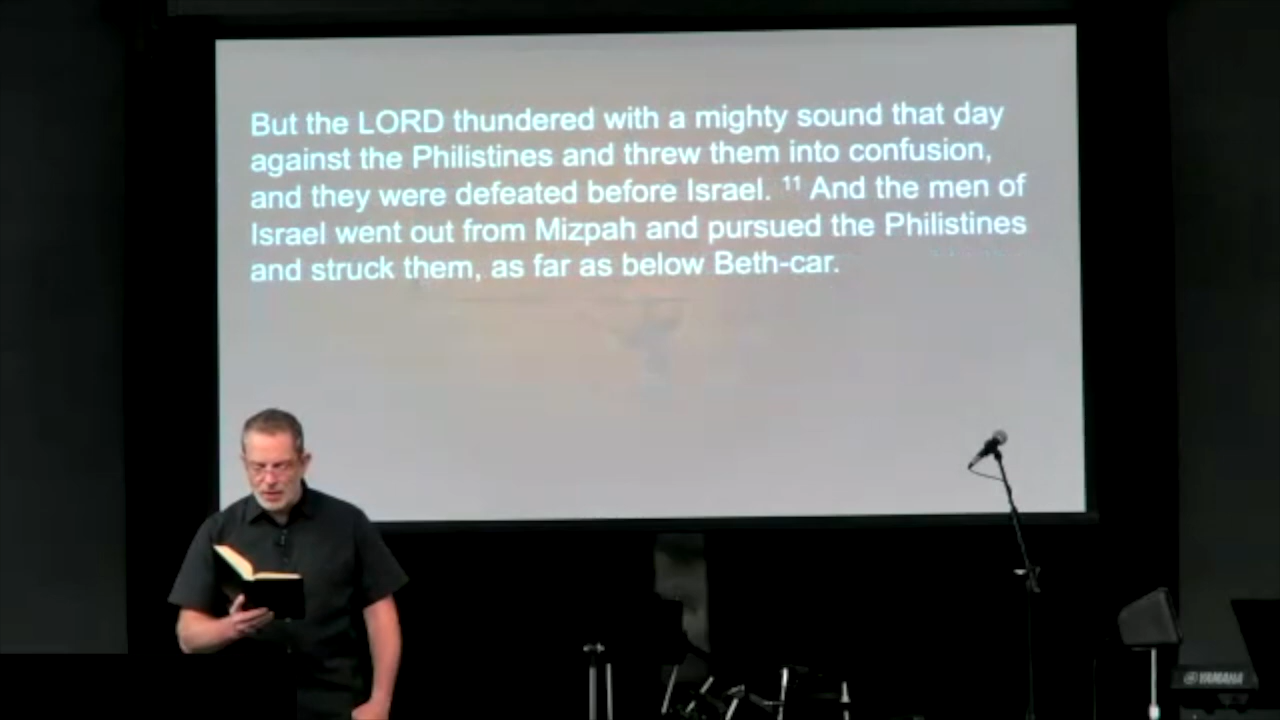 But the LORD thundered with a mighty sound that day
against the Philistines and threw them into confusion,
and they were defeated before Israel. ¹¹ And the men of
Israel went out from Mizpah and pursued the Philistines
and struck them, as far as below Beth-car.
YAMAHA